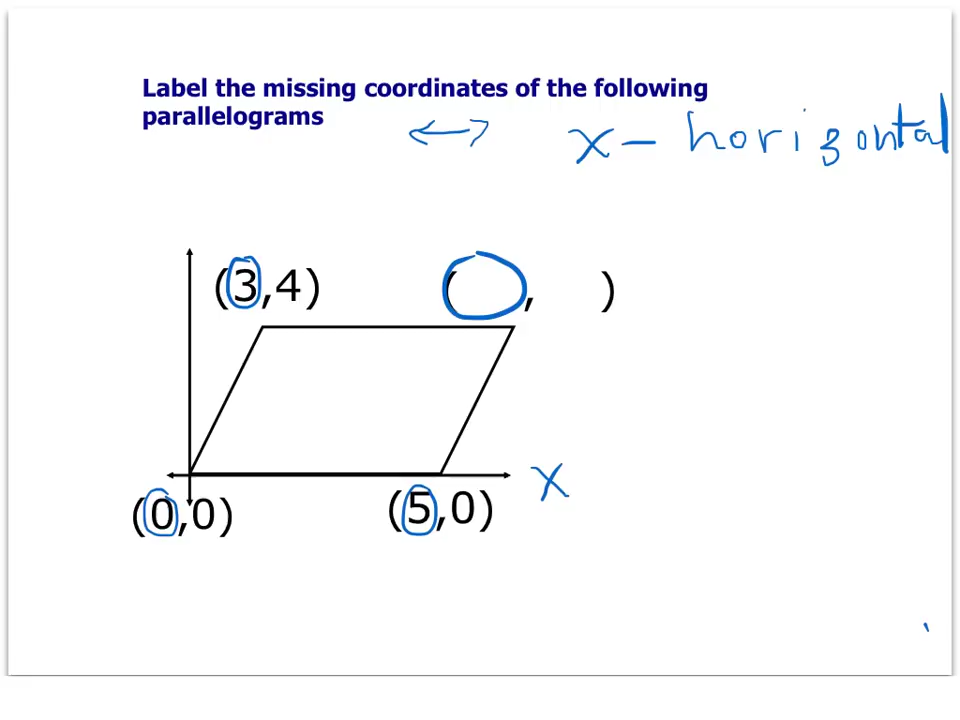 Label the missing coordinates of the following
parallelograms
x - horizontal
(3,4) ( , )
x
(0,0) (5,0)